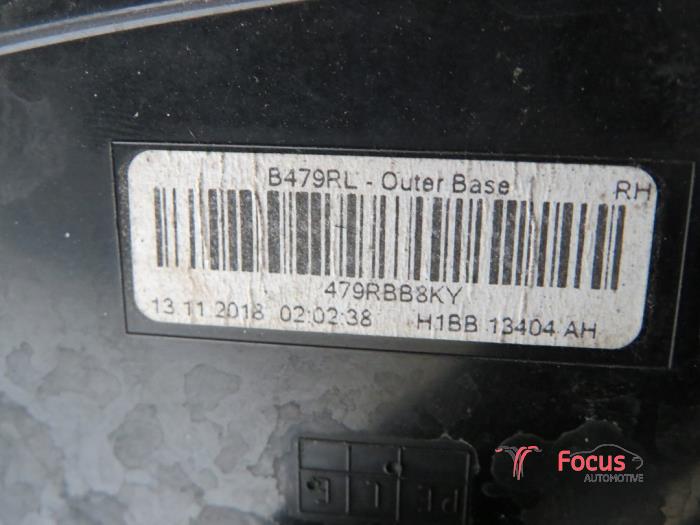 B479RL - Outer Base RH
479RBB8KY
13.11.2018 02:02:38 H1BB 13404 AH
Focus
AUTOMOTIVE